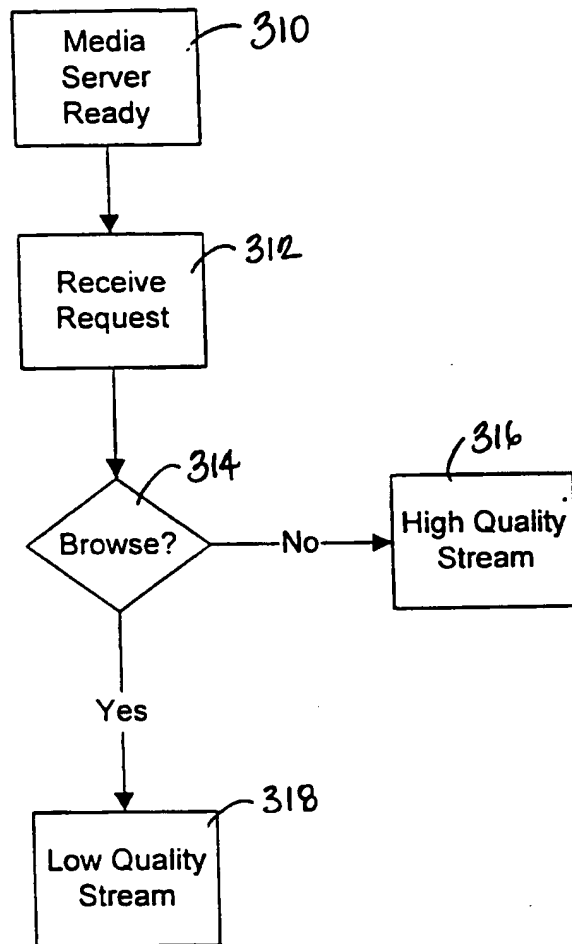 Media
Server
Ready
310
Receive
Request
312
Browse?
314
No
High Quality
Stream
316
Yes
Low Quality
Stream
318